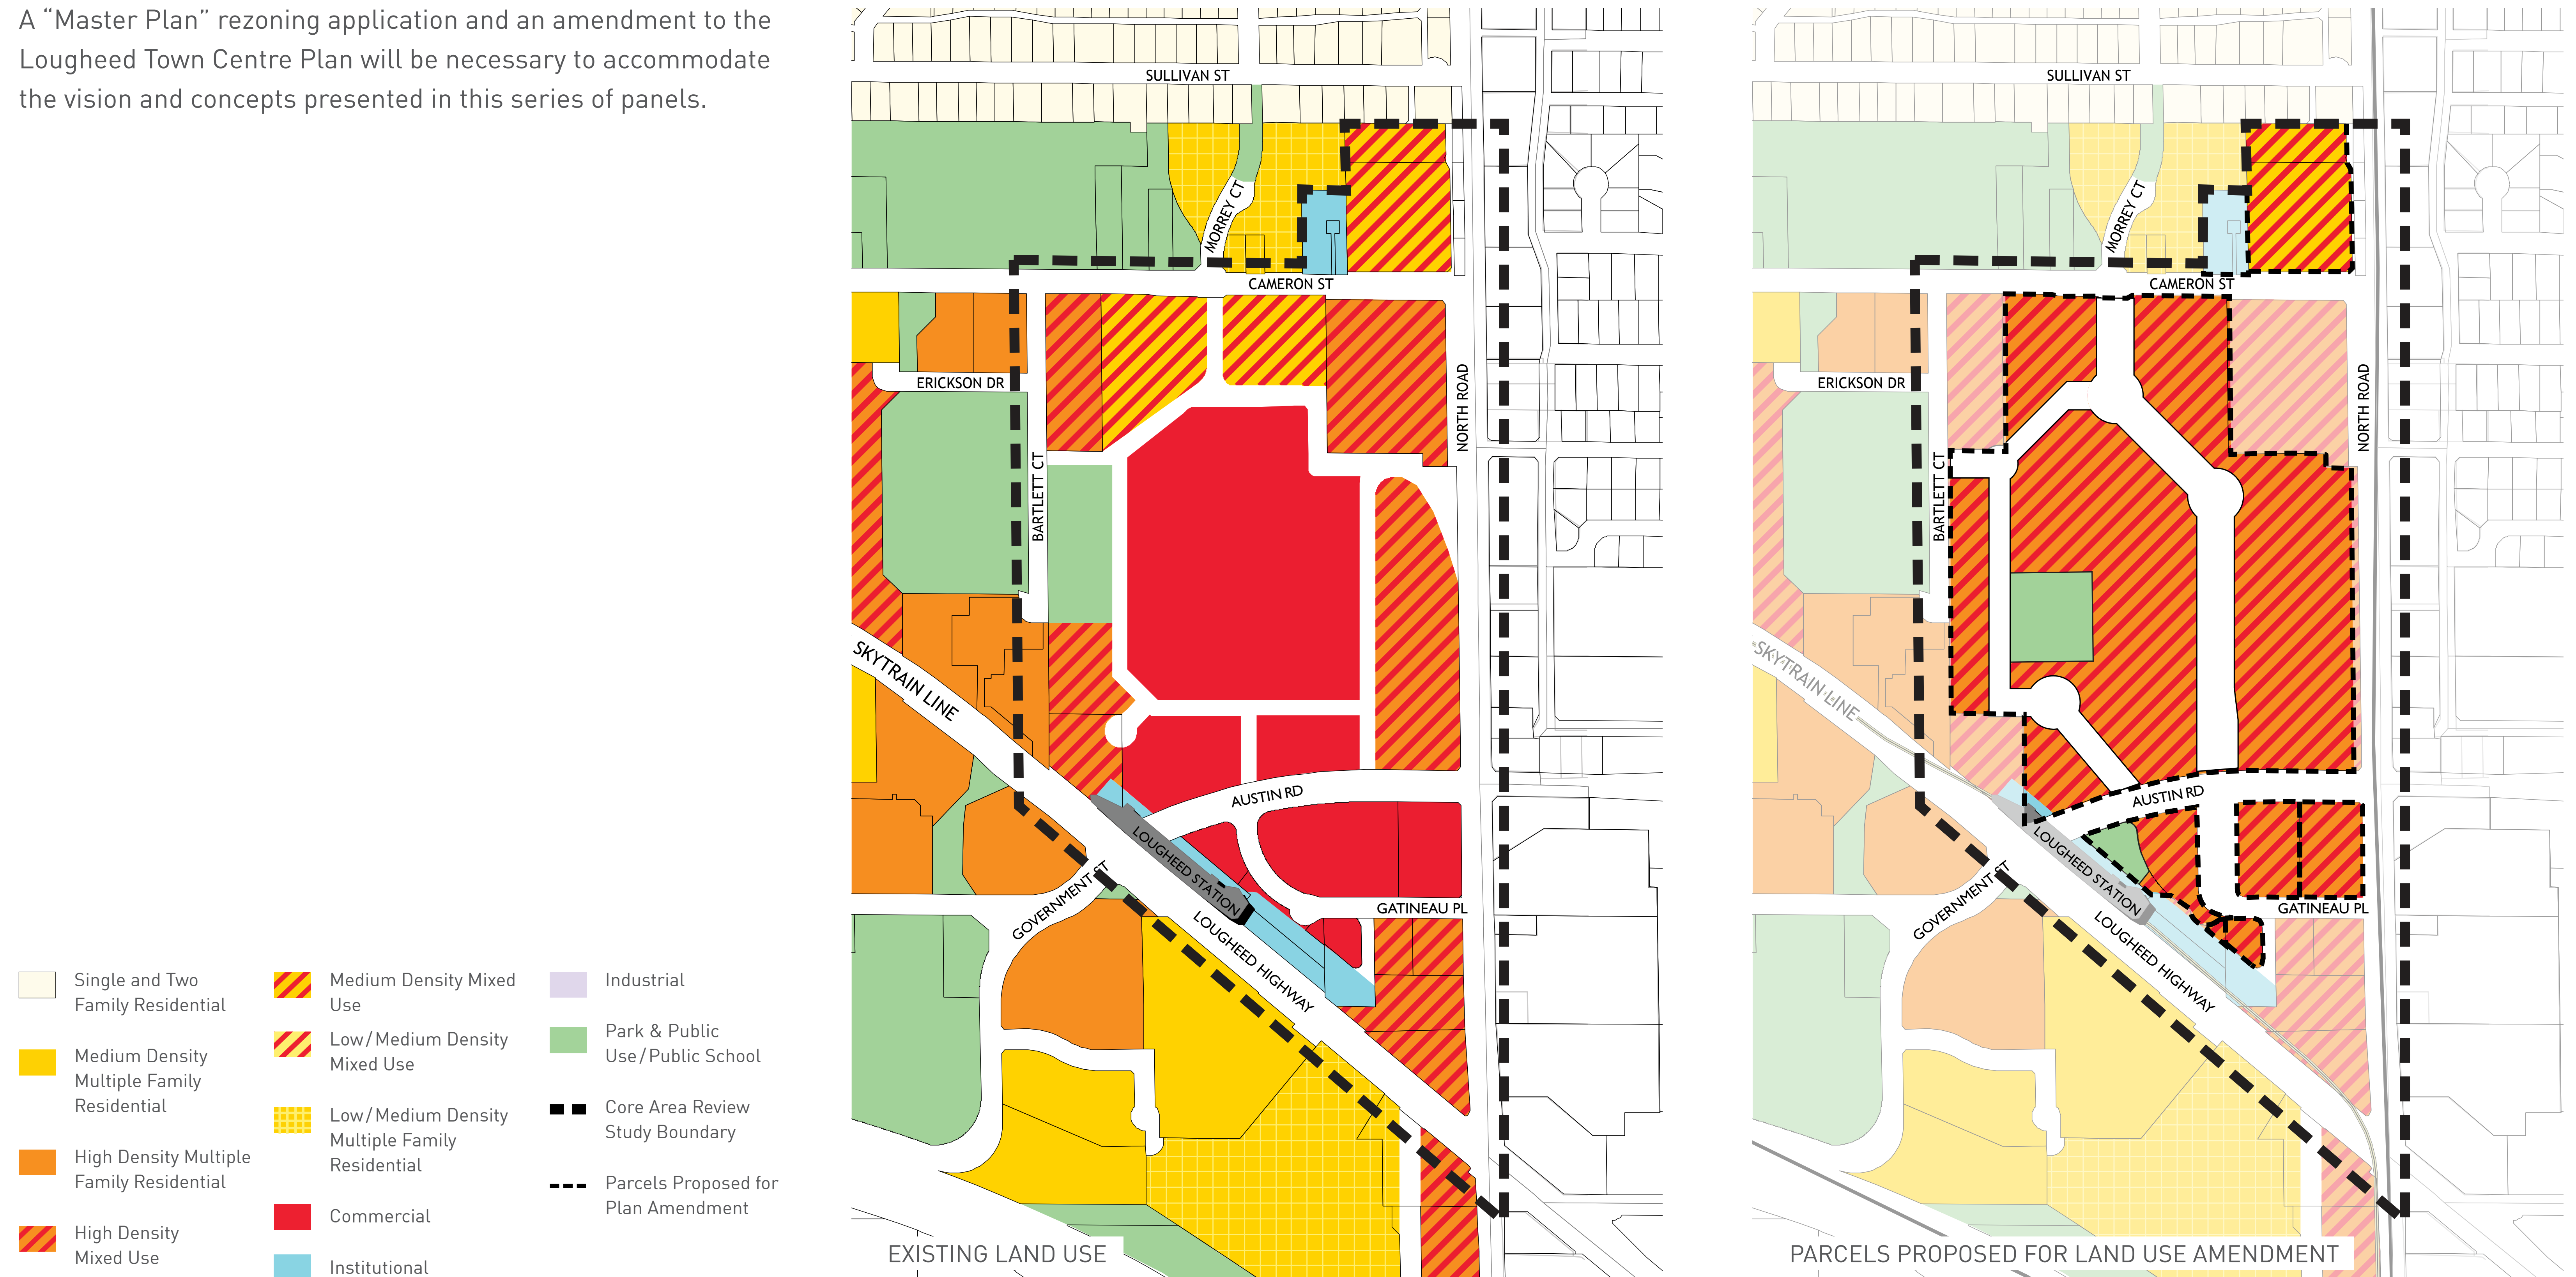 A “Master Plan” rezoning application and an amendment to the
Lougheed Town Centre Plan will be necessary to accommodate
the vision and concepts presented in this series of panels.
Single and Two
Family Residential
Medium Density
Multiple Family
Residential
High Density Multiple
Family Residential
High Density
Mixed Use
Medium Density Mixed
Use
Low/Medium Density
Mixed Use
Low/Medium Density
Multiple Family
Residential
Commercial
Institutional
Industrial
Park & Public
Use/Public School
Core Area Review
Study Boundary
Parcels Proposed for
Plan Amendment
SULLIVAN ST
MORREY CT
CAMERON ST
ERICKSON DR
NORTH ROAD
BARTLETT CT
SKYTRAIN LINE
AUSTIN RD
LOUGHEED STATION
GOVERNMENT ST
GATINEAU PL
LOUGHEED HIGHWAY
EXISTING LAND USE
SULLIVAN ST
MORREY CT
CAMERON ST
ERICKSON DR
NORTH ROAD
BARTLETT CT
SKYTRAIN LINE
AUSTIN RD
LOUGHEED STATION
GOVERNMENT ST
GATINEAU PL
LOUGHEED HIGHWAY
PARCELS PROPOSED FOR LAND USE AMENDMENT